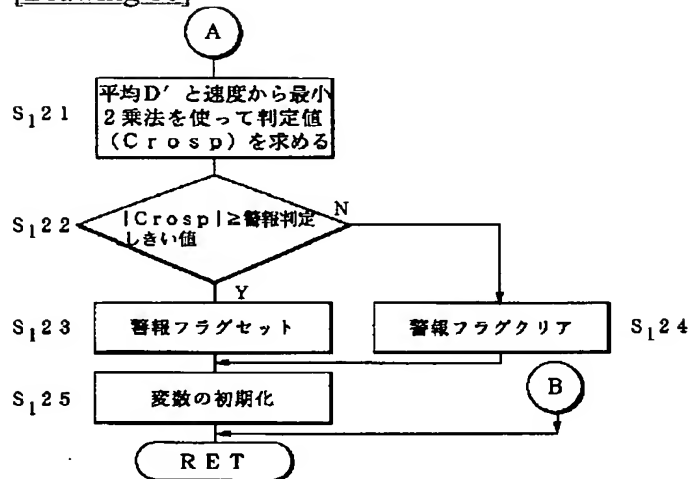 A
S₁21
平均D′と速度から最小
2乗法を使って判定値
(Crosp)を求める
S₁22
|Crosp|≧警報判定
しきい値
N
Y
S₁23
警報フラグセット
警報フラグクリア
S₁24
S₁25
変数の初期化
B
RET